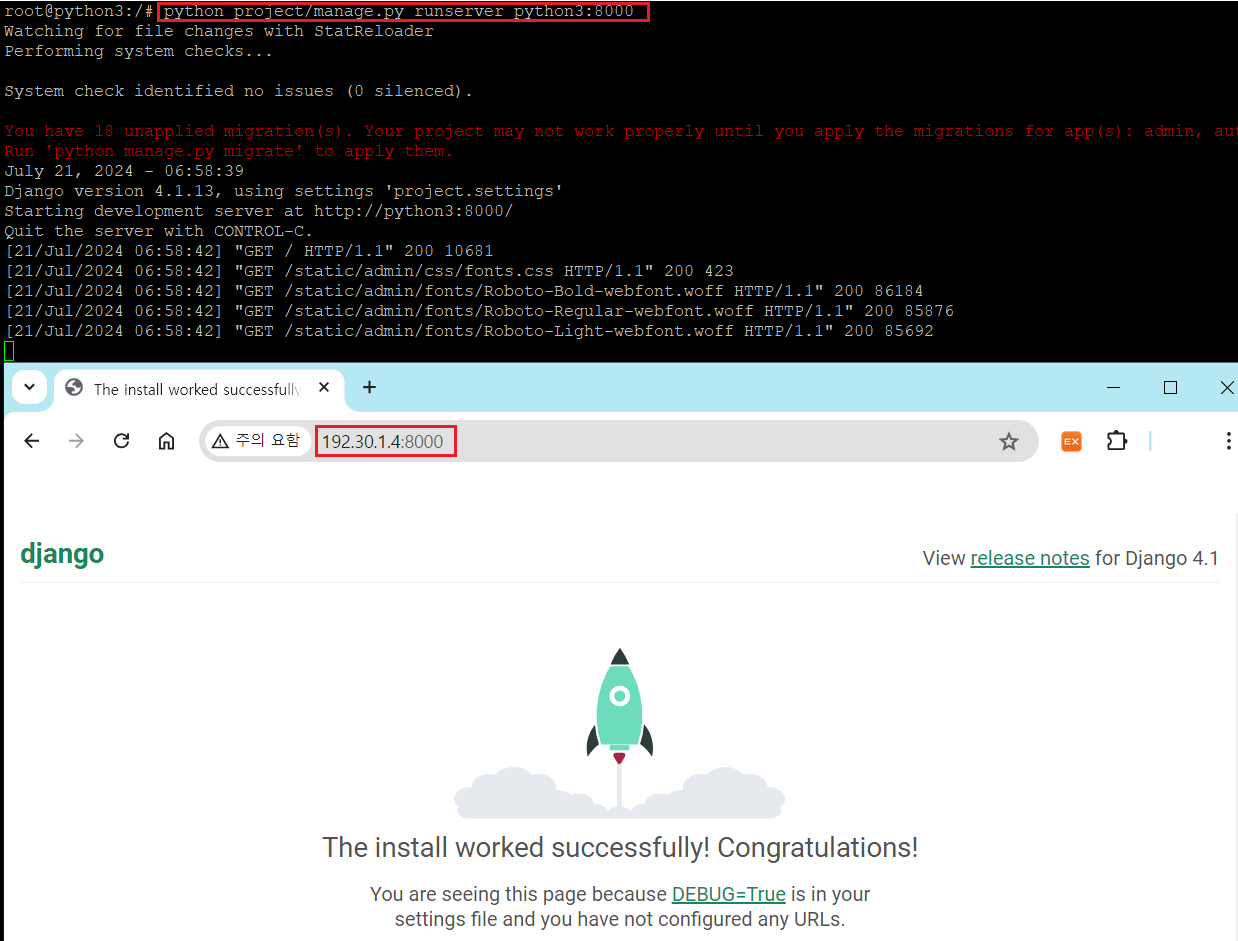 root@python3:/# python project/manage.py runserver python3:8000
Watching for file changes with StatReloader
Performing system checks...
System check identified no issues (0 silenced).
You have 18 unapplied migration(s). Your project may not work properly until you apply the migrations for app(s): admin, au
Run 'python manage.py migrate' to apply them.
July 21, 2024 - 06:58:39
Django version 4.1.13, using settings 'project.settings'
Starting development server at http://python3:8000/
Quit the server with CONTROL-C.
[21/Jul/2024 06:58:42] "GET / HTTP/1.1" 200 10681
[21/Jul/2024 06:58:42] "GET /static/admin/css/fonts.css HTTP/1.1" 200 423
[21/Jul/2024 06:58:42] "GET /static/admin/fonts/Roboto-Bold-webfont.woff HTTP/1.1" 200 86184
[21/Jul/2024 06:58:42] "GET /static/admin/fonts/Roboto-Regular-webfont.woff HTTP/1.1" 200 85876
[21/Jul/2024 06:58:42] "GET /static/admin/fonts/Roboto-Light-webfont.woff HTTP/1.1" 200 85692
The install worked successfully
주의 요함 192.30.1.4:8000 EX
django View release notes for Django 4.1
The install worked successfully! Congratulations!
You are seeing this page because DEBUG=True is in your
settings file and you have not configured any URLs.